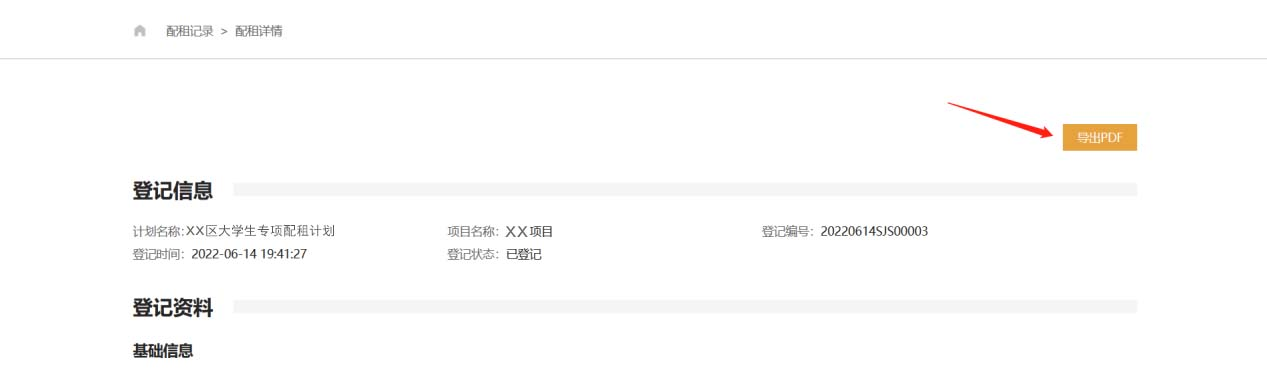 配租记录 > 配租详情
导出PDF
登记信息
计划名称:XX区大学生专项配租计划 项目名称：XX项目 登记编号：20220614SJS00003
登记时间：2022-06-14 19:41:27 登记状态：已登记
登记资料
基础信息